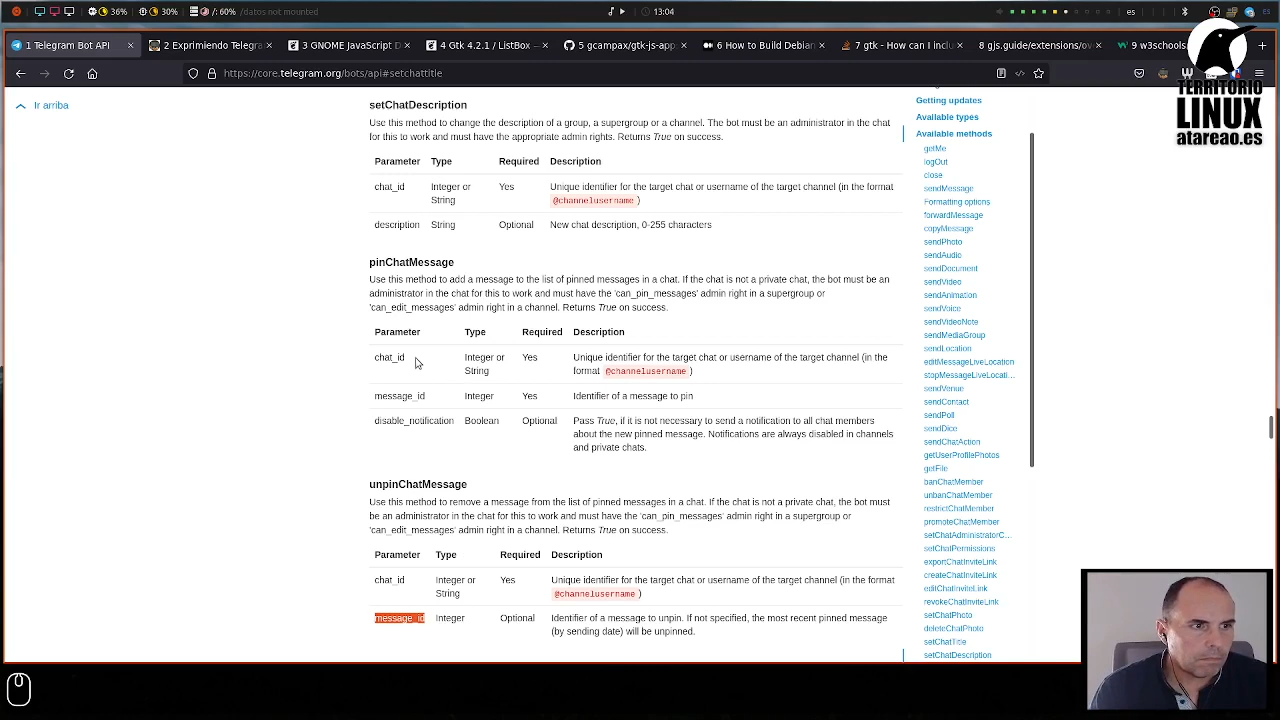 36% 30% /: 60% /datos not mounted 13:04 es ES
1 Telegram Bot API
2 Exprimiendo Telegra
3 GNOME JavaScript D
4 Gtk 4.2.1 / ListBox —
5 gcampax/gtk-js-app
6 How to Build Debian
7 gtk - How can I inclu
8 gjs.guide/extensions/ov
9 w3schools
https://core.telegram.org/bots/api#setchattitle
TERRITORIO
LINUX
atareao.es
Ir arriba
setChatDescription
Use this method to change the description of a group, a supergroup or a channel. The bot must be an administrator in the chat
for this to work and must have the appropriate admin rights. Returns True on success.
Parameter Type Required Description
chat_id Integer or Yes Unique identifier for the target chat or username of the target channel (in the format
String @channelusername )
description String Optional New chat description, 0-255 characters
pinChatMessage
Use this method to add a message to the list of pinned messages in a chat. If the chat is not a private chat, the bot must be an
administrator in the chat for this to work and must have the 'can_pin_messages' admin right in a supergroup or
'can_edit_messages' admin right in a channel. Returns True on success.
Parameter Type Required Description
chat_id Integer or Yes Unique identifier for the target chat or username of the target channel (in the
String format @channelusername )
message_id Integer Yes Identifier of a message to pin
disable_notification Boolean Optional Pass True, if it is not necessary to send a notification to all chat members
about the new pinned message. Notifications are always disabled in channels
and private chats.
unpinChatMessage
Use this method to remove a message from the list of pinned messages in a chat. If the chat is not a private chat, the bot must
be an administrator in the chat for this to work and must have the 'can_pin_messages' admin right in a supergroup or
'can_edit_messages' admin right in a channel. Returns True on success.
Parameter Type Required Description
chat_id Integer or Yes Unique identifier for the target chat or username of the target channel (in the format
String @channelusername )
message_id Integer Optional Identifier of a message to unpin. If not specified, the most recent pinned message
(by sending date) will be unpinned.
Getting updates
Available types
Available methods
getMe
logOut
close
sendMessage
Formatting options
forwardMessage
copyMessage
sendPhoto
sendAudio
sendDocument
sendVideo
sendAnimation
sendVoice
sendVideoNote
sendMediaGroup
sendLocation
editMessageLiveLocation
stopMessageLiveLocati...
sendVenue
sendContact
sendPoll
sendDice
sendChatAction
getUserProfilePhotos
getFile
banChatMember
unbanChatMember
restrictChatMember
promoteChatMember
setChatAdministratorC...
setChatPermissions
exportChatInviteLink
createChatInviteLink
editChatInviteLink
revokeChatInviteLink
setChatPhoto
deleteChatPhoto
setChatTitle
setChatDescription